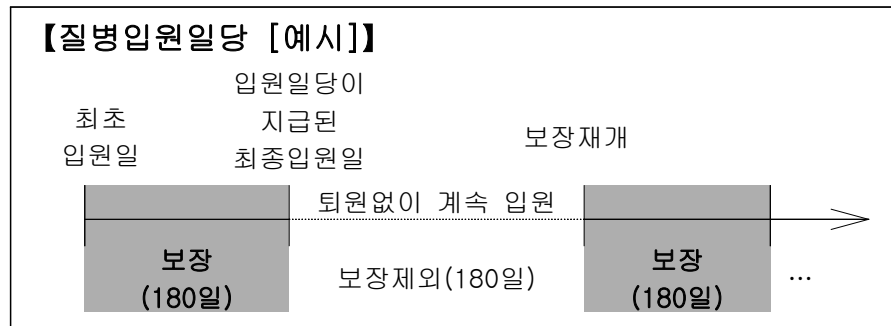 【질병입원일당 [예시]】
최초
입원일
입원일당이
지급된
최종입원일
보장재개
퇴원없이 계속 입원
보장
(180일)
보장제외(180일)
보장
(180일)
…